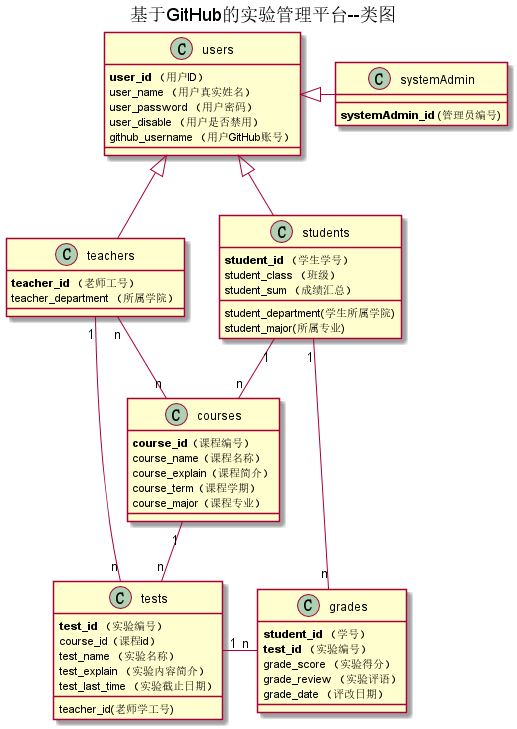 基于GitHub的实验管理平台--类图
C users
user_id （用户ID）
user_name （用户真实姓名）
user_password （用户密码）
user_disable （用户是否禁用）
github_username （用户GitHub账号）
C systemAdmin
systemAdmin_id (管理员编号)
C teachers
teacher_id （老师工号）
teacher_department （所属学院）
C students
student_id （学生学号）
student_class （班级）
student_sum （成绩汇总）
student_department(学生所属学院)
student_major(所属专业)
1 n 1 1
n n
C courses
course_id（课程编号）
course_name（课程名称）
course_explain（课程简介）
course_term（课程学期）
course_major（课程专业）
1
n n n
C tests
test_id （实验编号）
course_id（课程id）
test_name （实验名称）
test_explain （实验内容简介）
test_last_time （实验截止日期）
teacher_id(老师学工号)
1 n
C grades
student_id （学号）
test_id （实验编号）
grade_score （实验得分）
grade_review （实验评语）
grade_date （评改日期）